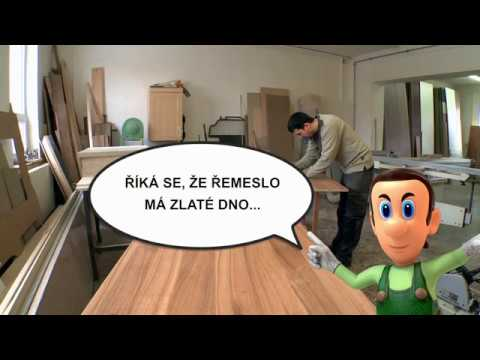 ŘÍKÁ SE, ŽE ŘEMESLO
MÁ ZLATÉ DNO...